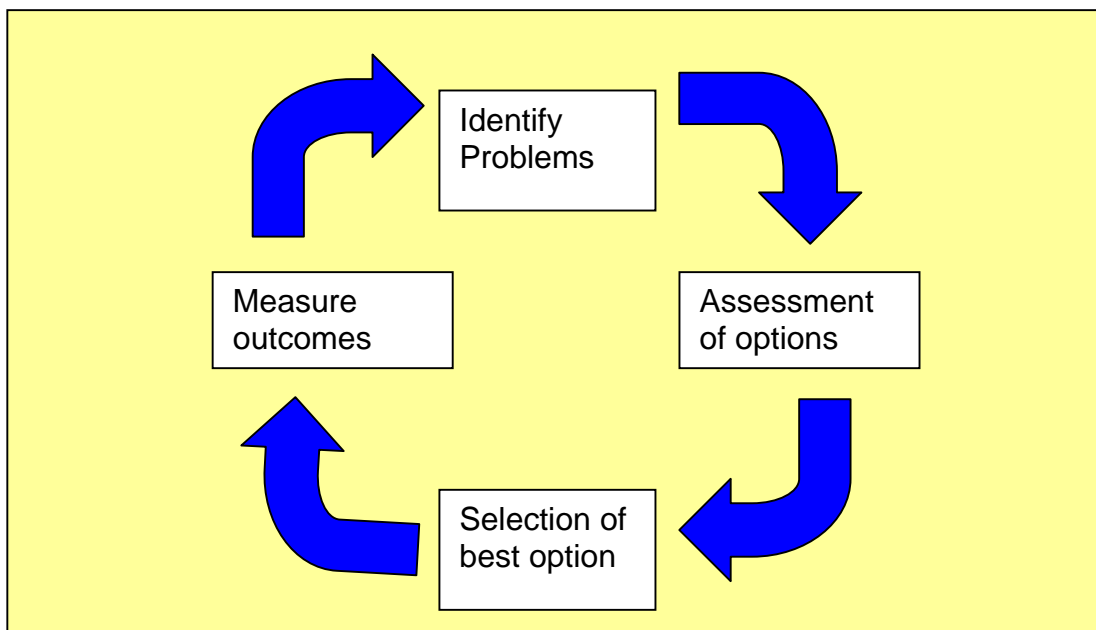 Identify
Problems
Assessment
of options
Selection of
best option
Measure
outcomes